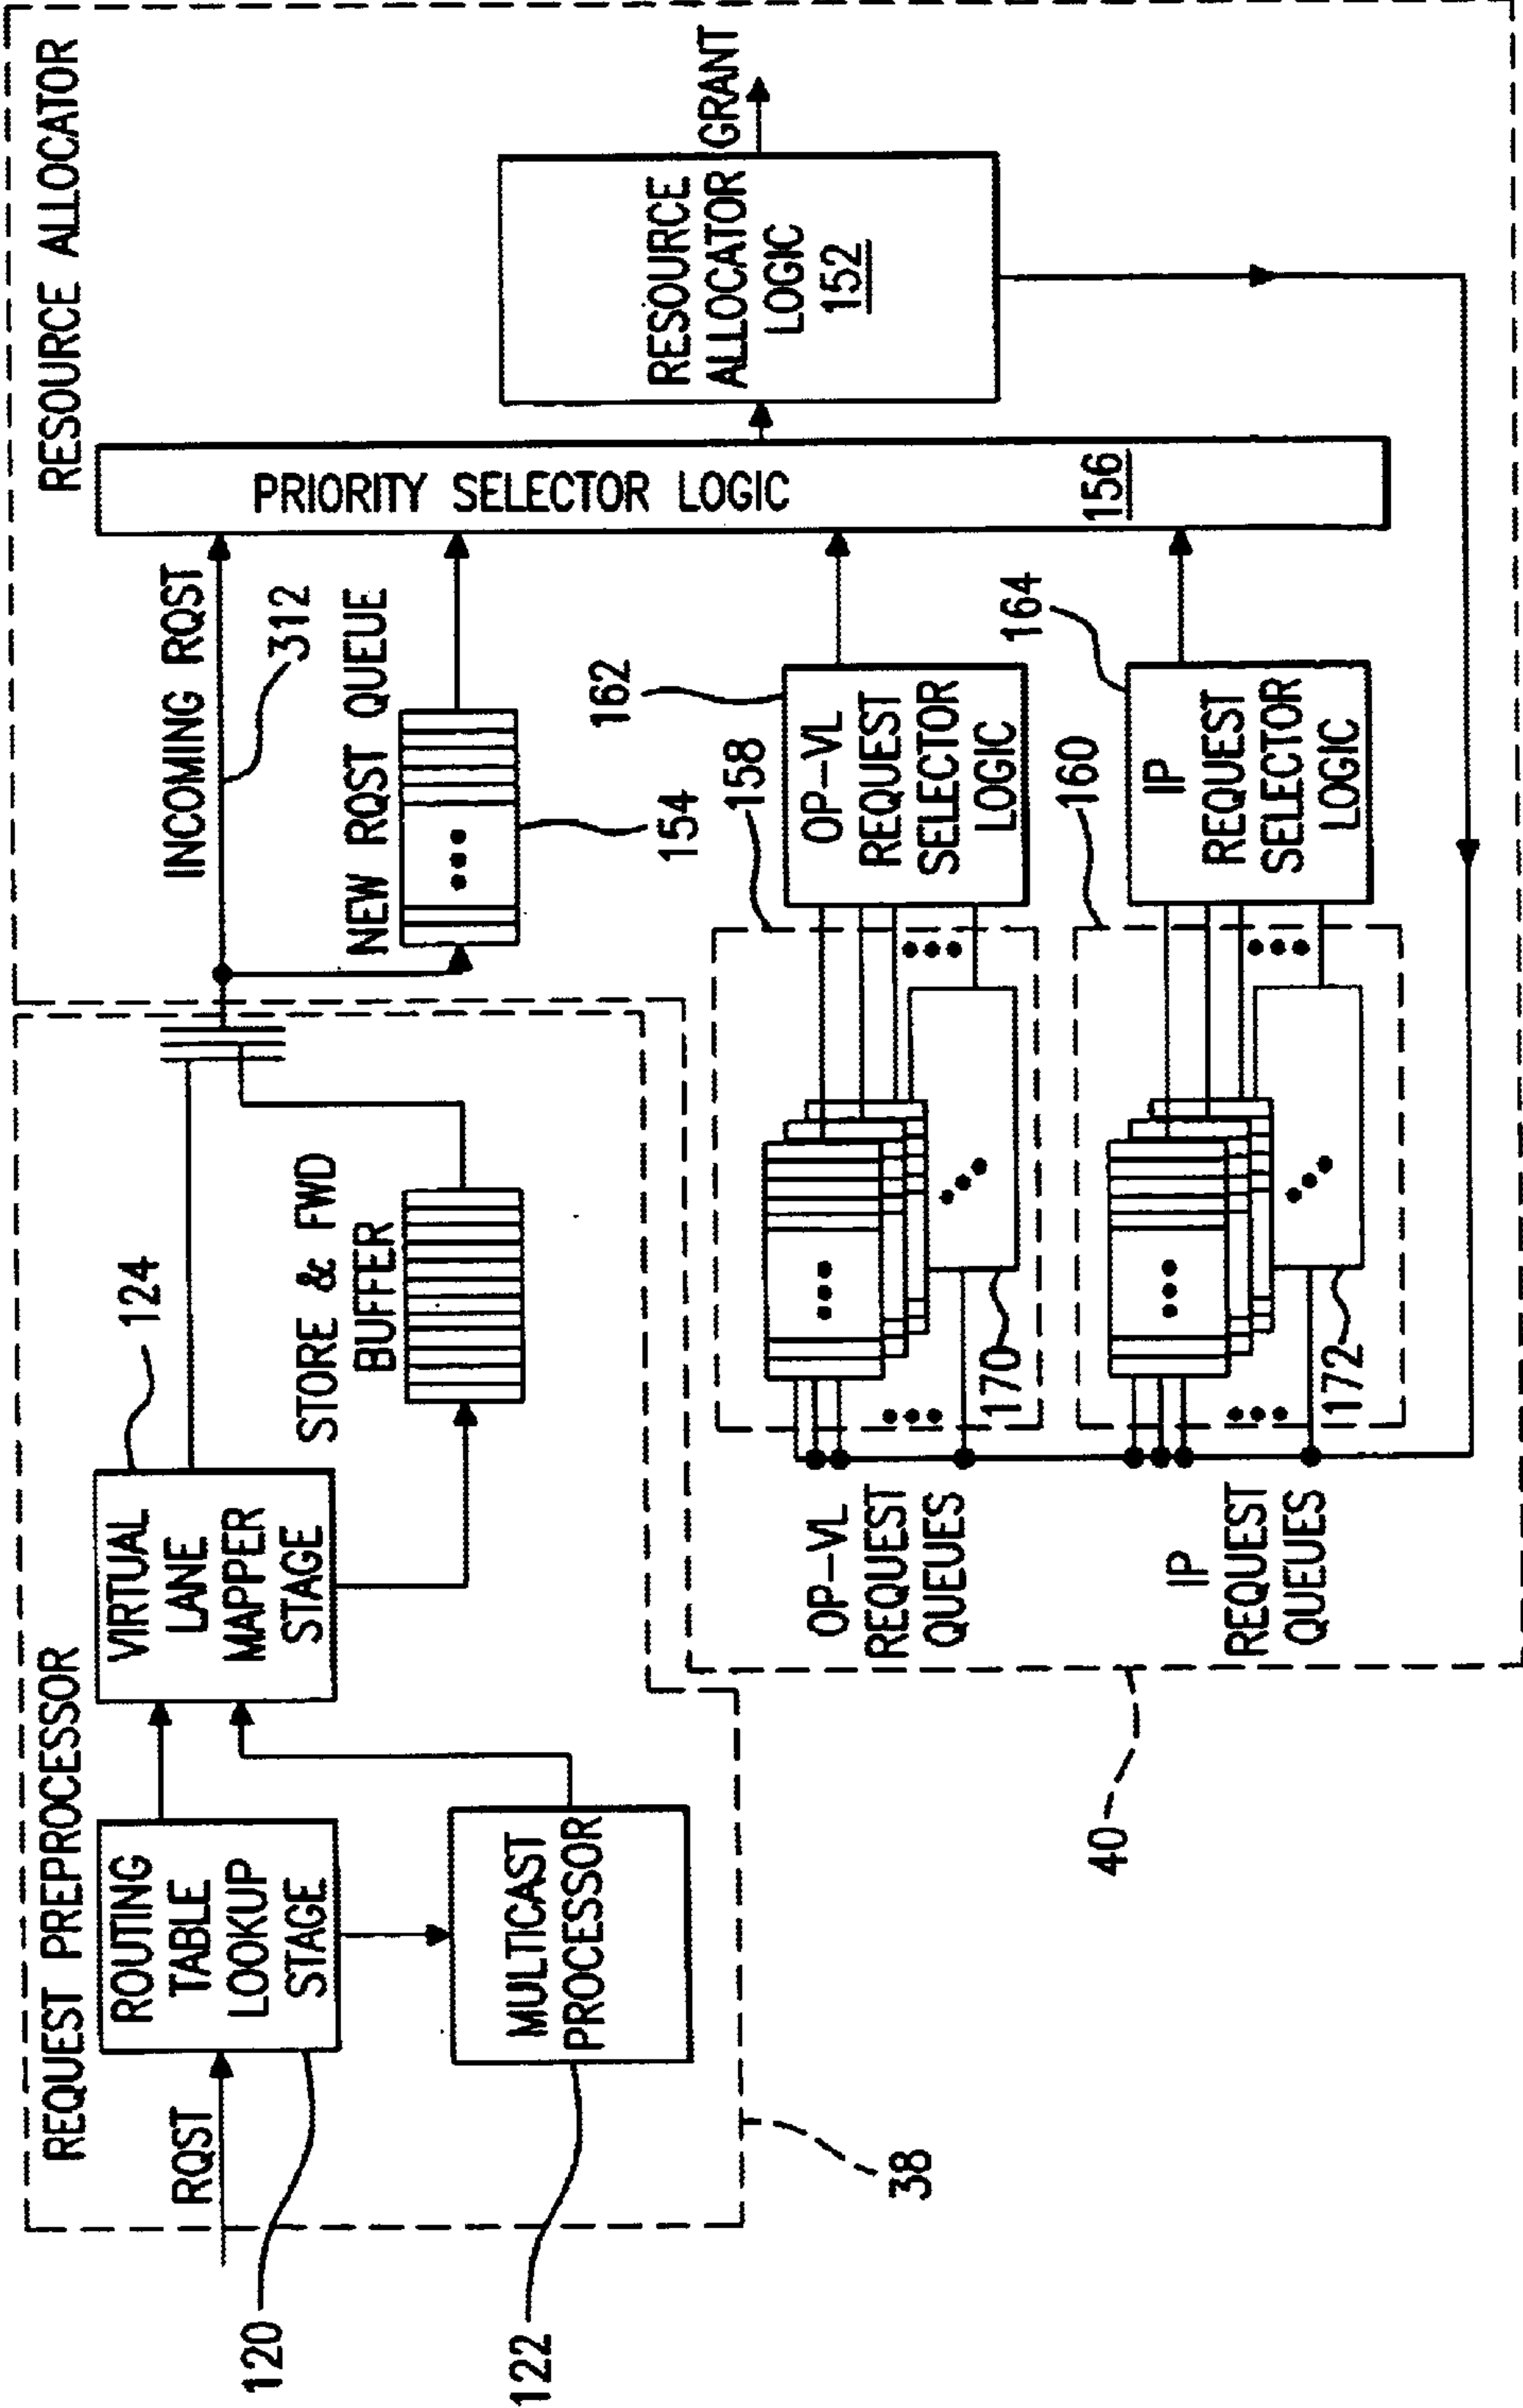 REQUEST PREPROCESSOR
RQST
ROUTING
TABLE
LOOKUP
STAGE
120
MULTICAST
PROCESSOR
122
VIRTUAL
LANE
MAPPER
STAGE
124
STORE & FWD
BUFFER
38
RESOURCE ALLOCATOR
INCOMING RQST
312
NEW RQST QUEUE
154
PRIORITY SELECTOR LOGIC
156
RESOURCE
ALLOCATOR
LOGIC
152
GRANT
OP-VL
REQUEST
QUEUES
158
170
162
OP-VL
REQUEST
SELECTOR
LOGIC
IP
REQUEST
QUEUES
160
172
164
IP
REQUEST
SELECTOR
LOGIC
40